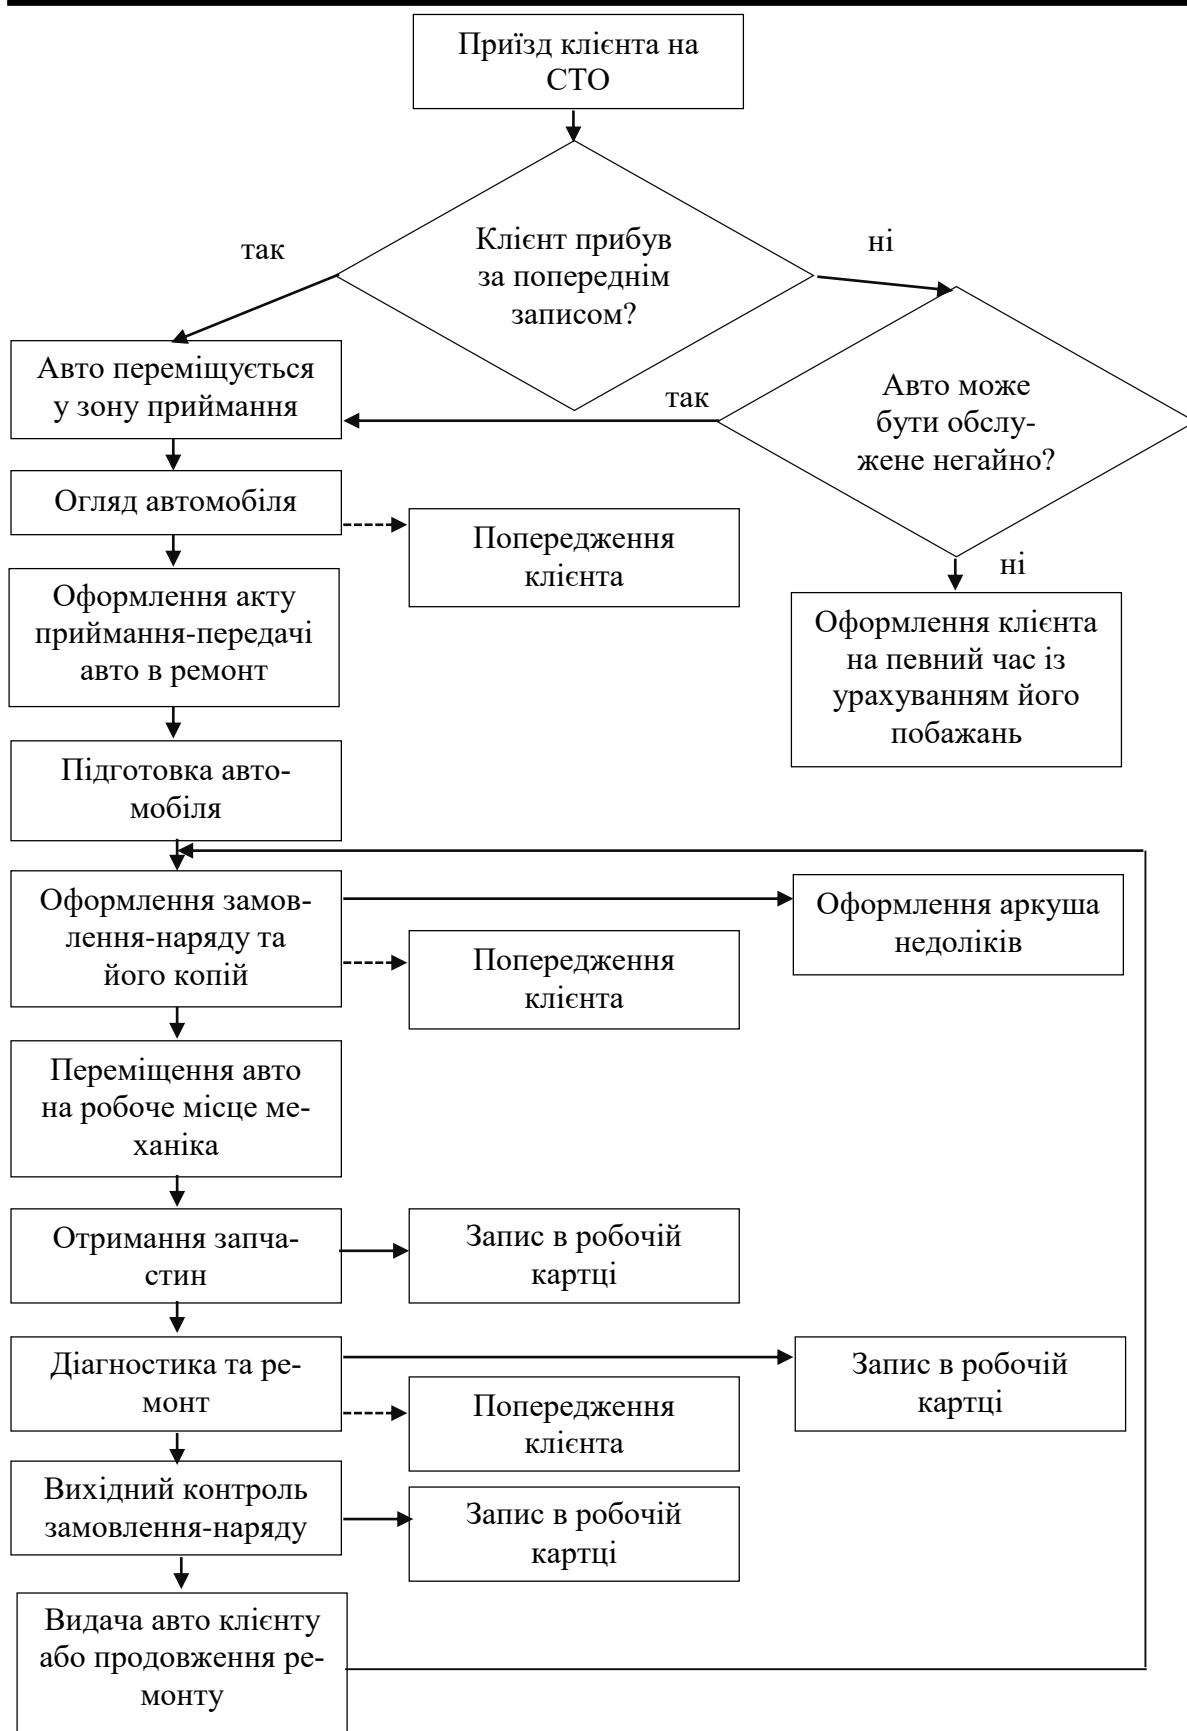 Приїзд клієнта на
СТО
Клієнт прибув
за попереднім
записом?
так
ні
Авто переміщується
у зону приймання
Авто може
бути обслу-
жене негайно?
так
ні
Огляд автомобіля
Попередження
клієнта
Оформлення акту
приймання-передачі
авто в ремонт
Оформлення клієнта
на певний час із
урахуванням його
побажань
Підготовка авто-
мобіля
Оформлення замов-
лення-наряду та
його копій
Оформлення аркуша
недоліків
Попередження
клієнта
Переміщення авто
на робоче місце ме-
ханіка
Отримання запча-
стин
Запис в робочій
картці
Діагностика та ре-
монт
Запис в робочій
картці
Попередження
клієнта
Вихідний контроль
замовлення-наряду
Запис в робочій
картці
Видача авто клієнту
або продовження ре-
монту